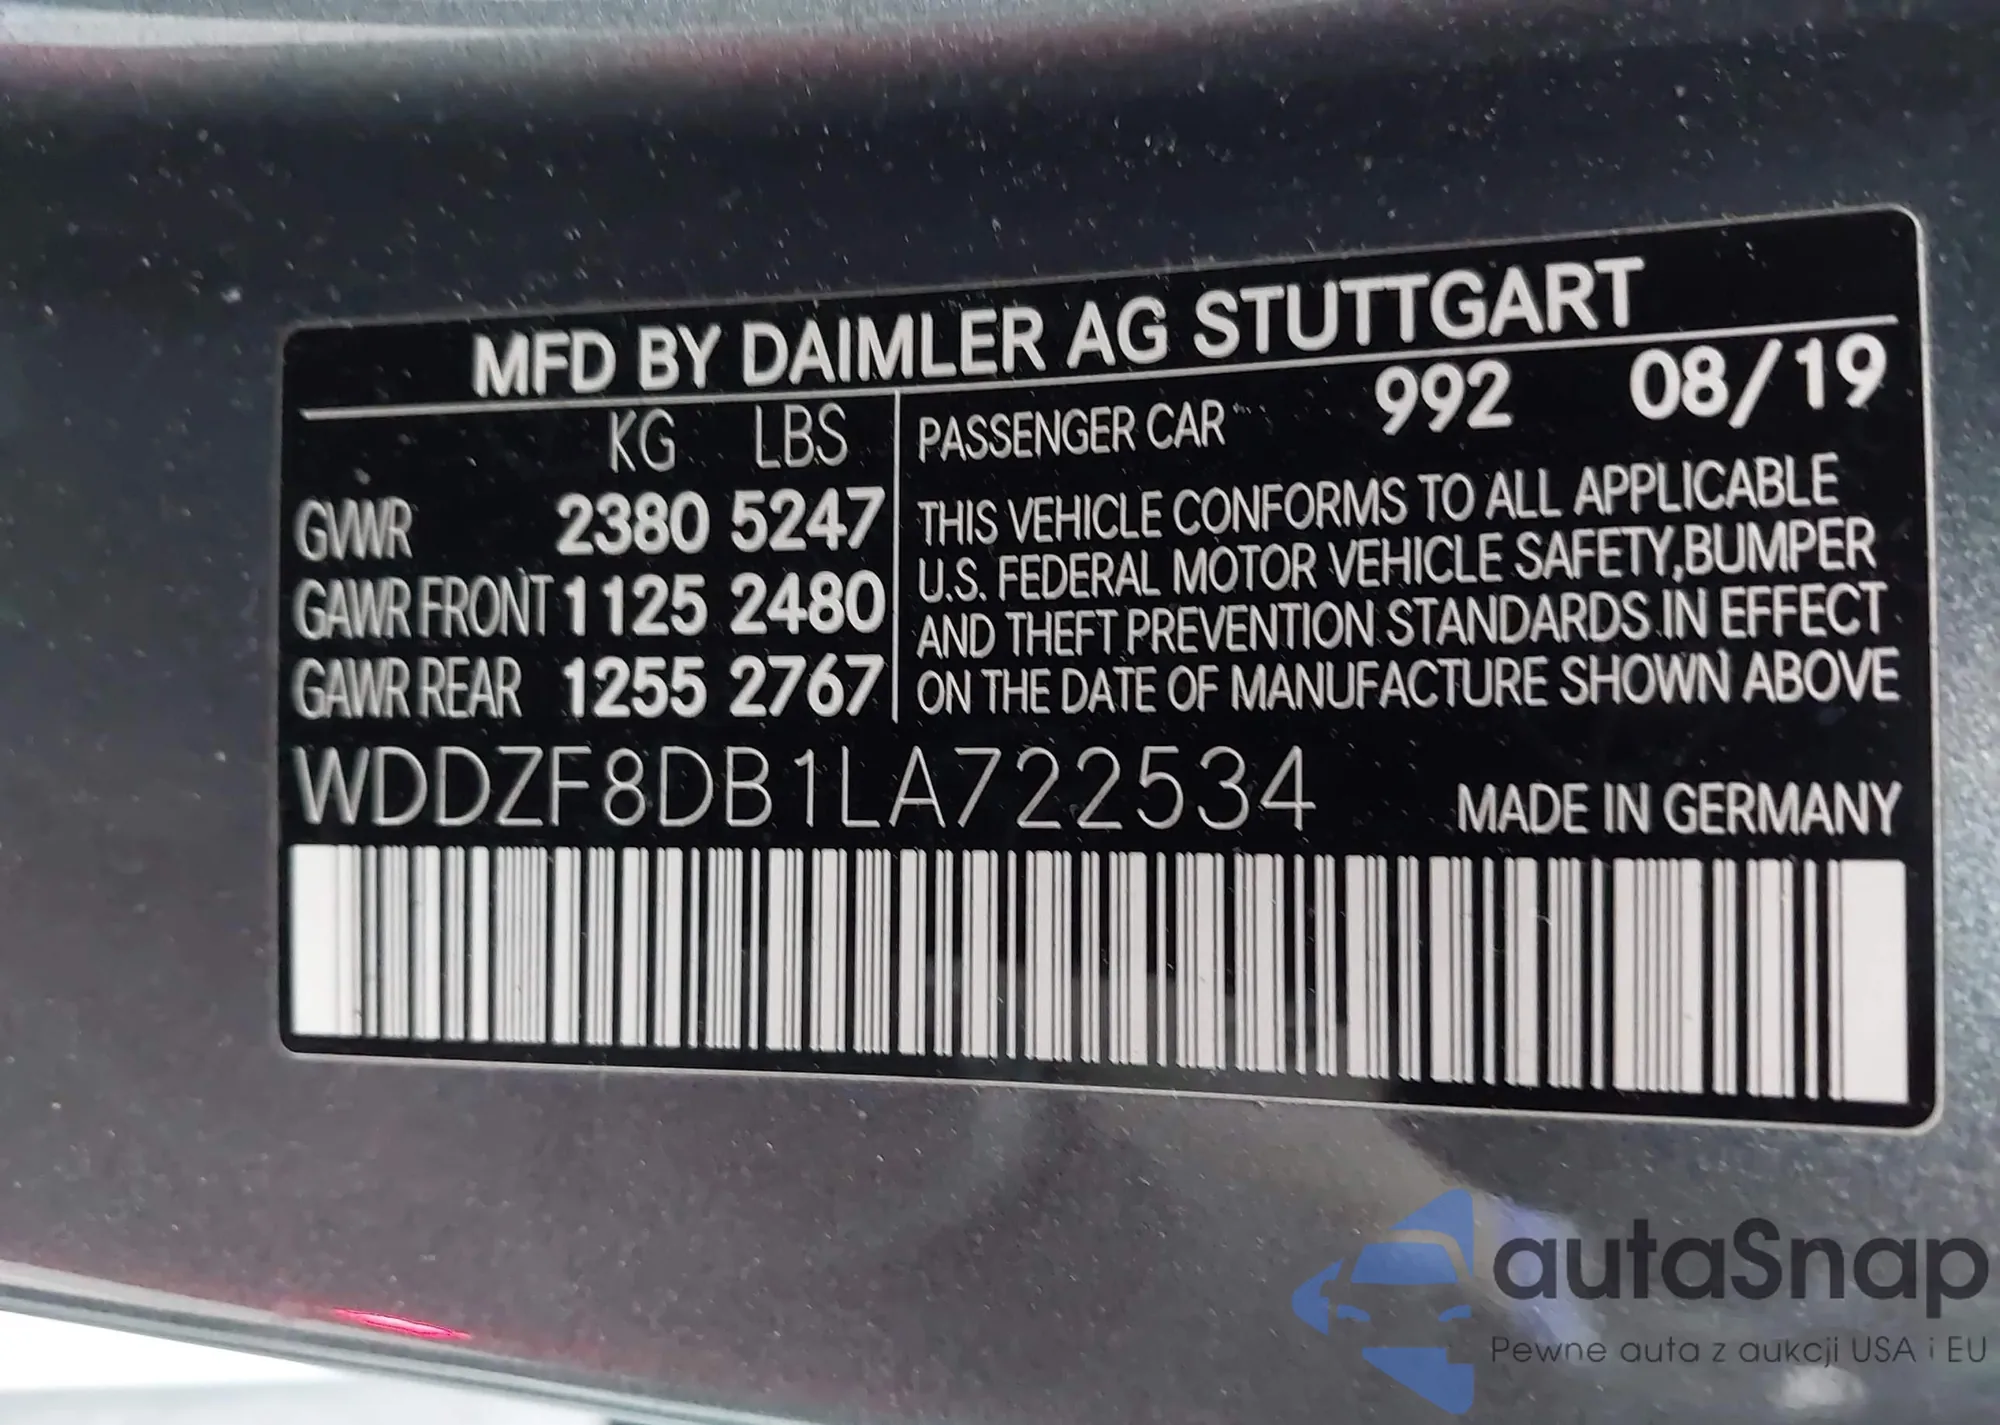 MFD BY DAIMLER AG STUTTGART
KG LBS
GVWR 2380 5247
GAWR FRONT 1125 2480
GAWR REAR 1255 2767
PASSENGER CAR 992 08/19
THIS VEHICLE CONFORMS TO ALL APPLICABLE
U.S. FEDERAL MOTOR VEHICLE SAFETY,BUMPER
AND THEFT PREVENTION STANDARDS IN EFFECT
ON THE DATE OF MANUFACTURE SHOWN ABOVE
WDDZF8DB1LA722534
MADE IN GERMANY
autaSnap
Pewne auta z aukcji USA i EU